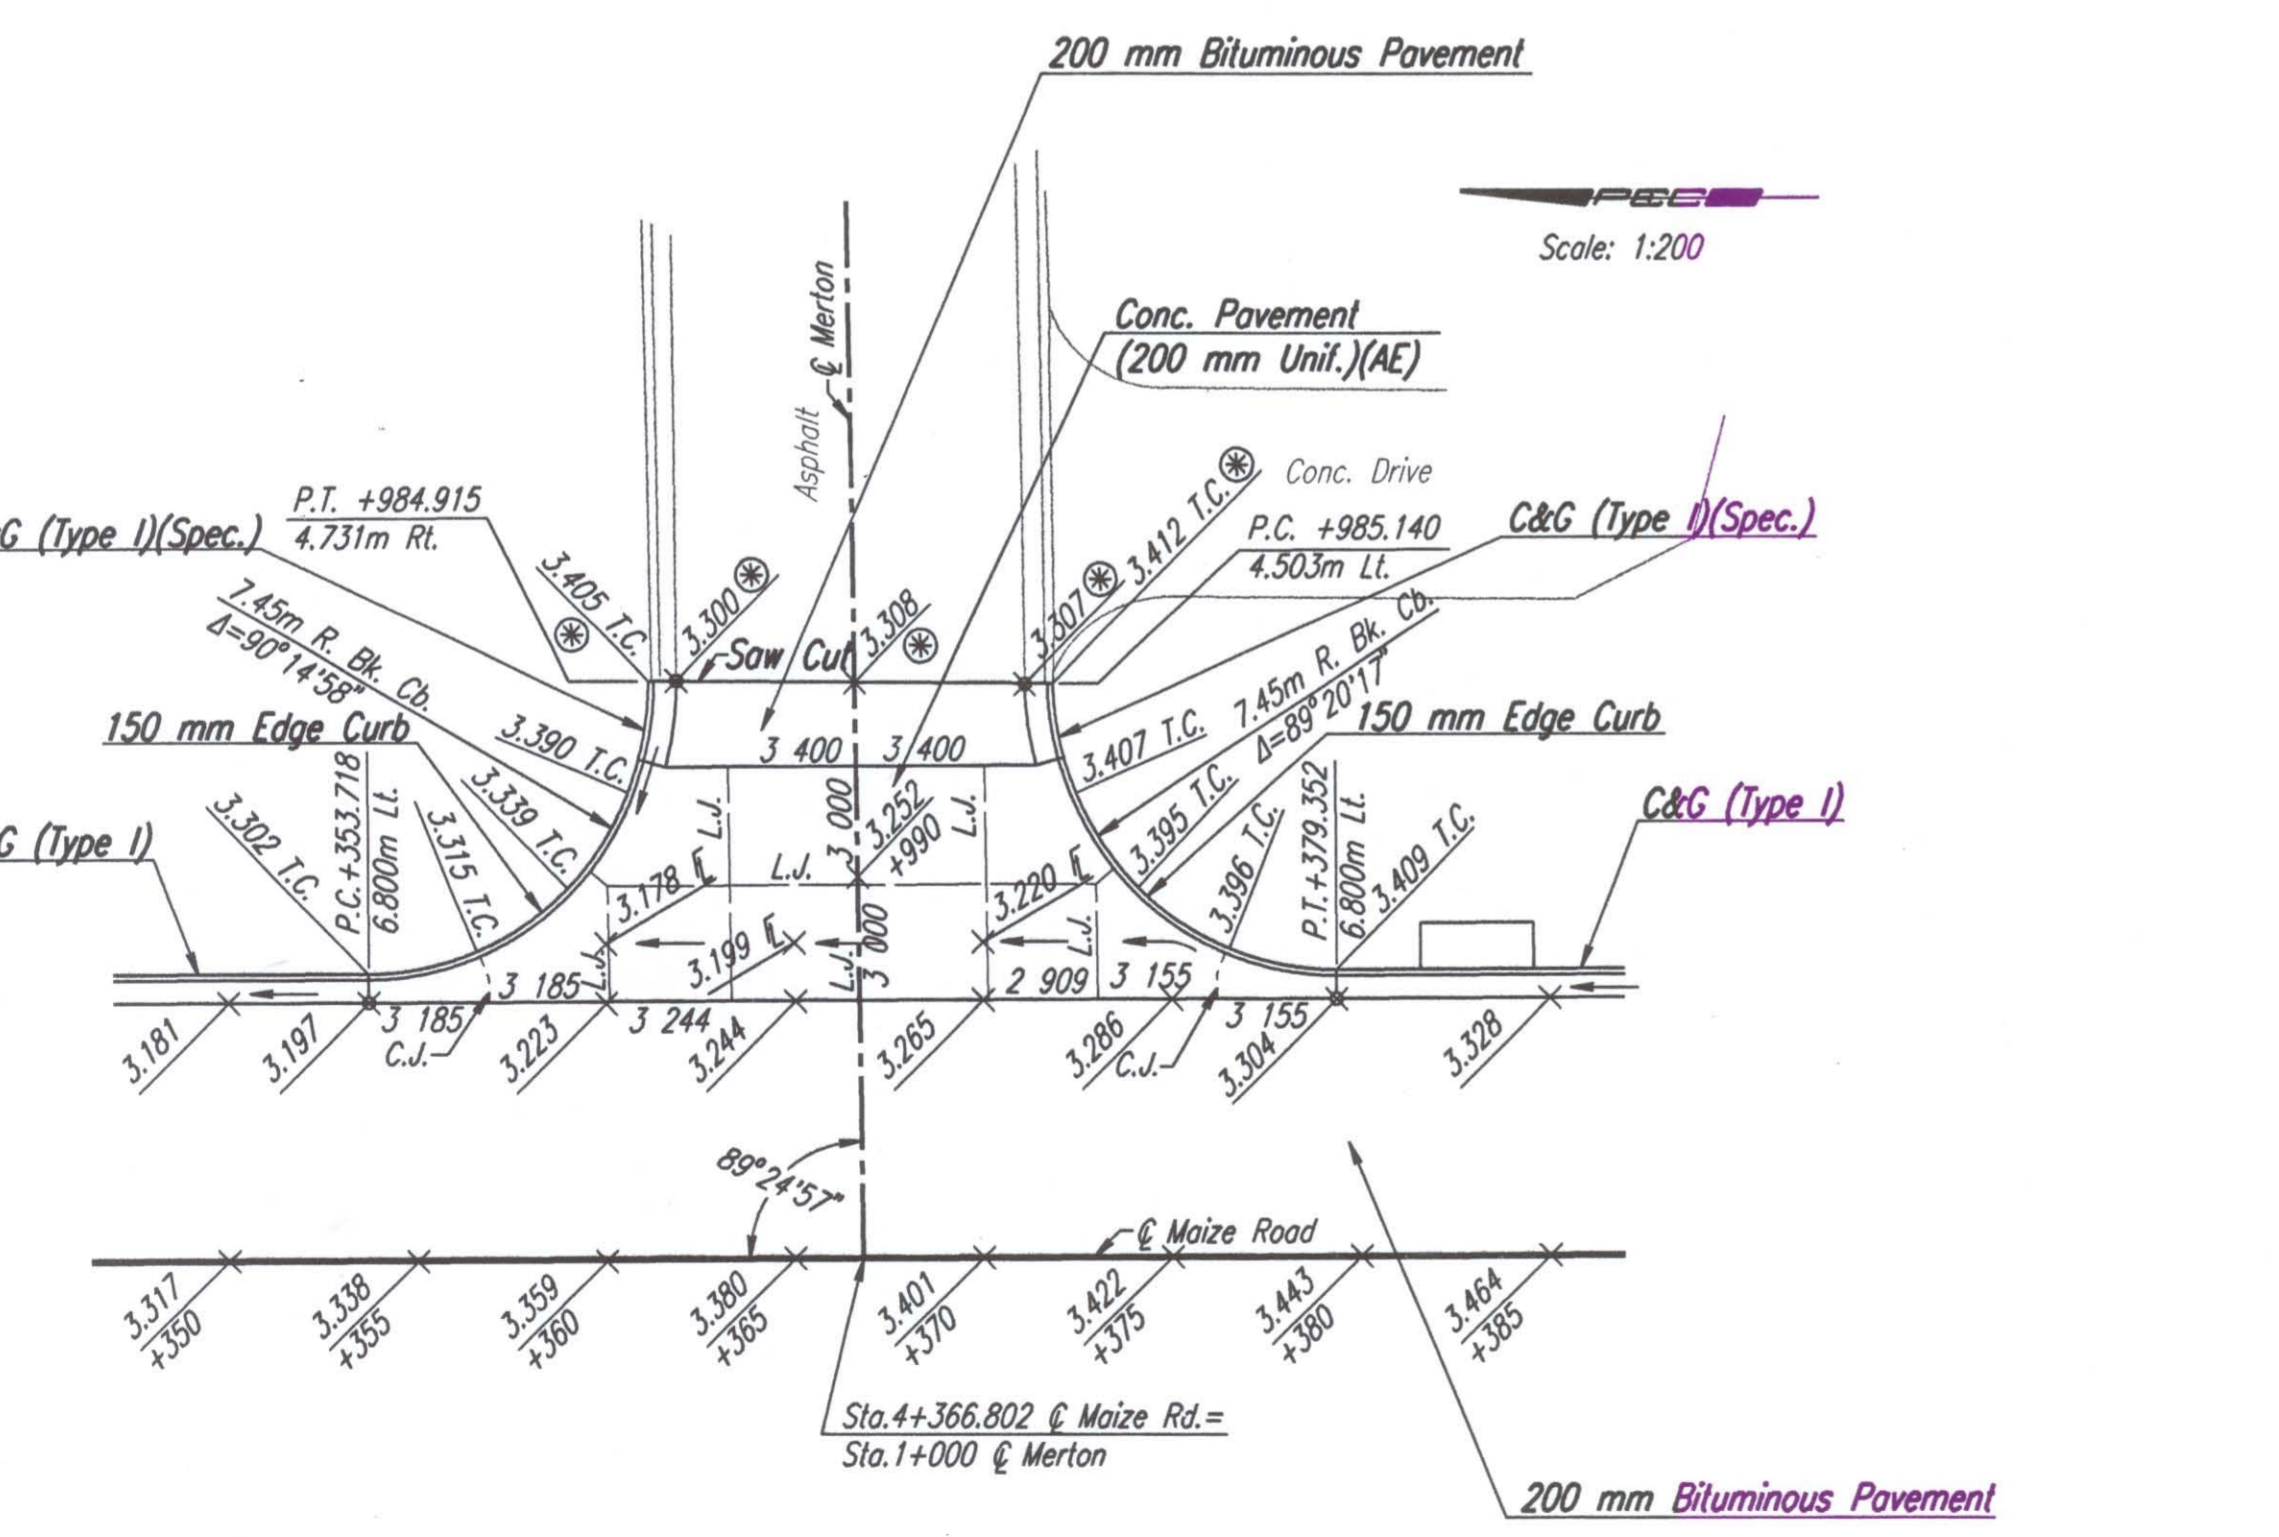 200 mm Bituminous Pavement
Scale: 1:200
℄ Merton
Asphalt
Conc. Pavement
(200 mm Unif.)(AE)
Conc. Drive
3.412 T.C.
P.T. +984.915
4.731m Rt.
G (Type I)(Spec.)
P.C. +985.140
4.503m Lt.
C&G (Type I)(Spec.)
3.405 T.C.
3.300
3.308
3.307
Saw Cut
7.45m R. Bk. Cb.
Δ=90°14'58"
7.45m R. Bk. Cb.
Δ=89°20'17"
150 mm Edge Curb
3.390 T.C.
3 400
3 400
3.407 T.C.
150 mm Edge Curb
P.C.+353.718
6.800m Lt.
3.302 T.C.
3.315 T.C.
3.339 T.C.
L.J.
3 000
3.252
+990
L.J.
3.395 T.C.
3.396 T.C.
P.T.+379.352
6.800m Lt.
3.409 T.C.
C&G (Type I)
G (Type I)
3.178 ℄
L.J.
3.220 ℄
L.J.
3.199 ℄
L.J.
3 000
L.J.
3 185
3 185
3 244
2 909
3 155
3 155
C.J.
C.J.
3.181
3.197
3.223
3.244
3.265
3.286
3.304
3.328
89°24'57"
℄ Maize Road
3.317
+350
3.338
+355
3.359
+360
3.380
+365
3.401
+370
3.422
+375
3.443
+380
3.464
+385
Sta.4+366.802 ℄ Maize Rd.=
Sta.1+000 ℄ Merton
200 mm Bituminous Pavement